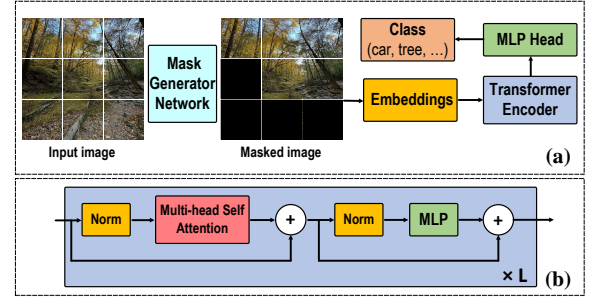 Mask
Generator
Network
Class
(car, tree, …)
MLP Head
Embeddings
Transformer
Encoder
Input image
Masked image
(a)
Norm
Multi-head Self
Attention
+
Norm
MLP
+
× L
(b)